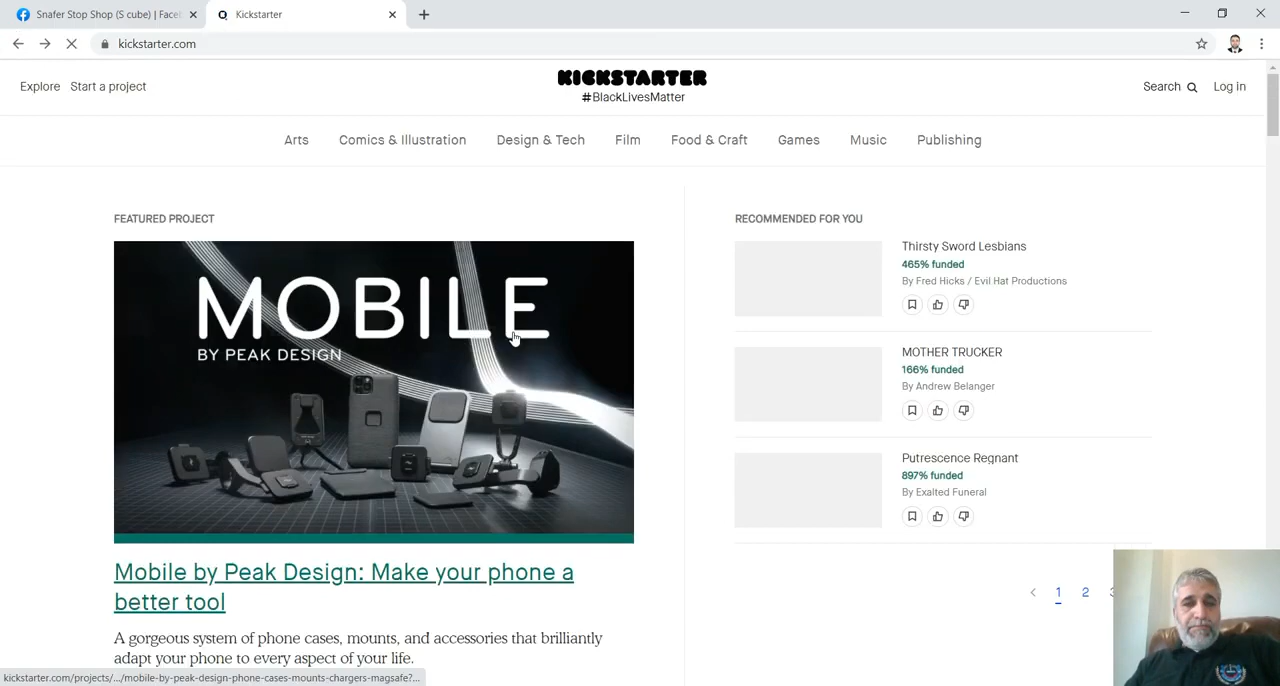 Snafer Stop Shop (S cube) | Face
Kickstarter
kickstarter.com
Explore
Start a project
KICKSTARTER
#BlackLivesMatter
Search
Log in
Arts
Comics & Illustration
Design & Tech
Film
Food & Craft
Games
Music
Publishing
FEATURED PROJECT
MOBILE
BY PEAK DESIGN
Mobile by Peak Design: Make your phone a
better tool
A gorgeous system of phone cases, mounts, and accessories that brilliantly
adapt your phone to every aspect of your life.
RECOMMENDED FOR YOU
Thirsty Sword Lesbians
465% funded
By Fred Hicks / Evil Hat Productions
MOTHER TRUCKER
166% funded
By Andrew Belanger
Putrescence Regnant
897% funded
By Exalted Funeral
1 2 3
kickstarter.com/projects/.../mobile-by-peak-design-phone-cases-mounts-chargers-magsafe?...